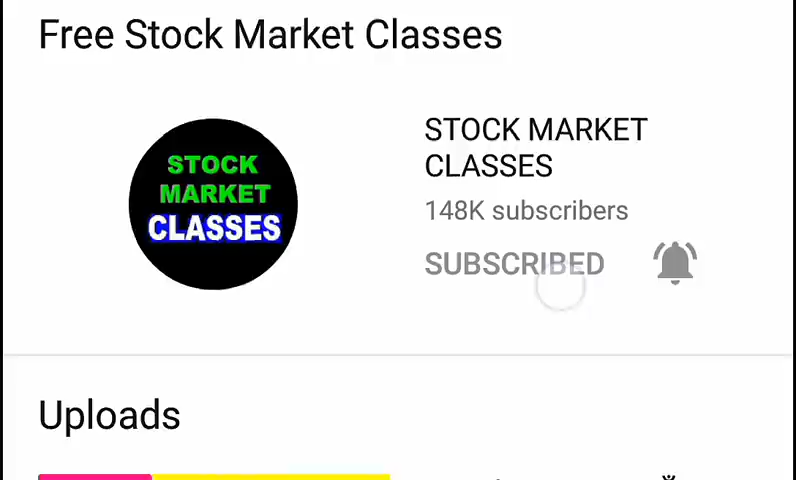 Free Stock Market Classes
STOCK
MARKET
CLASSES
STOCK MARKET
CLASSES
148K subscribers
SUBSCRIBED
Uploads